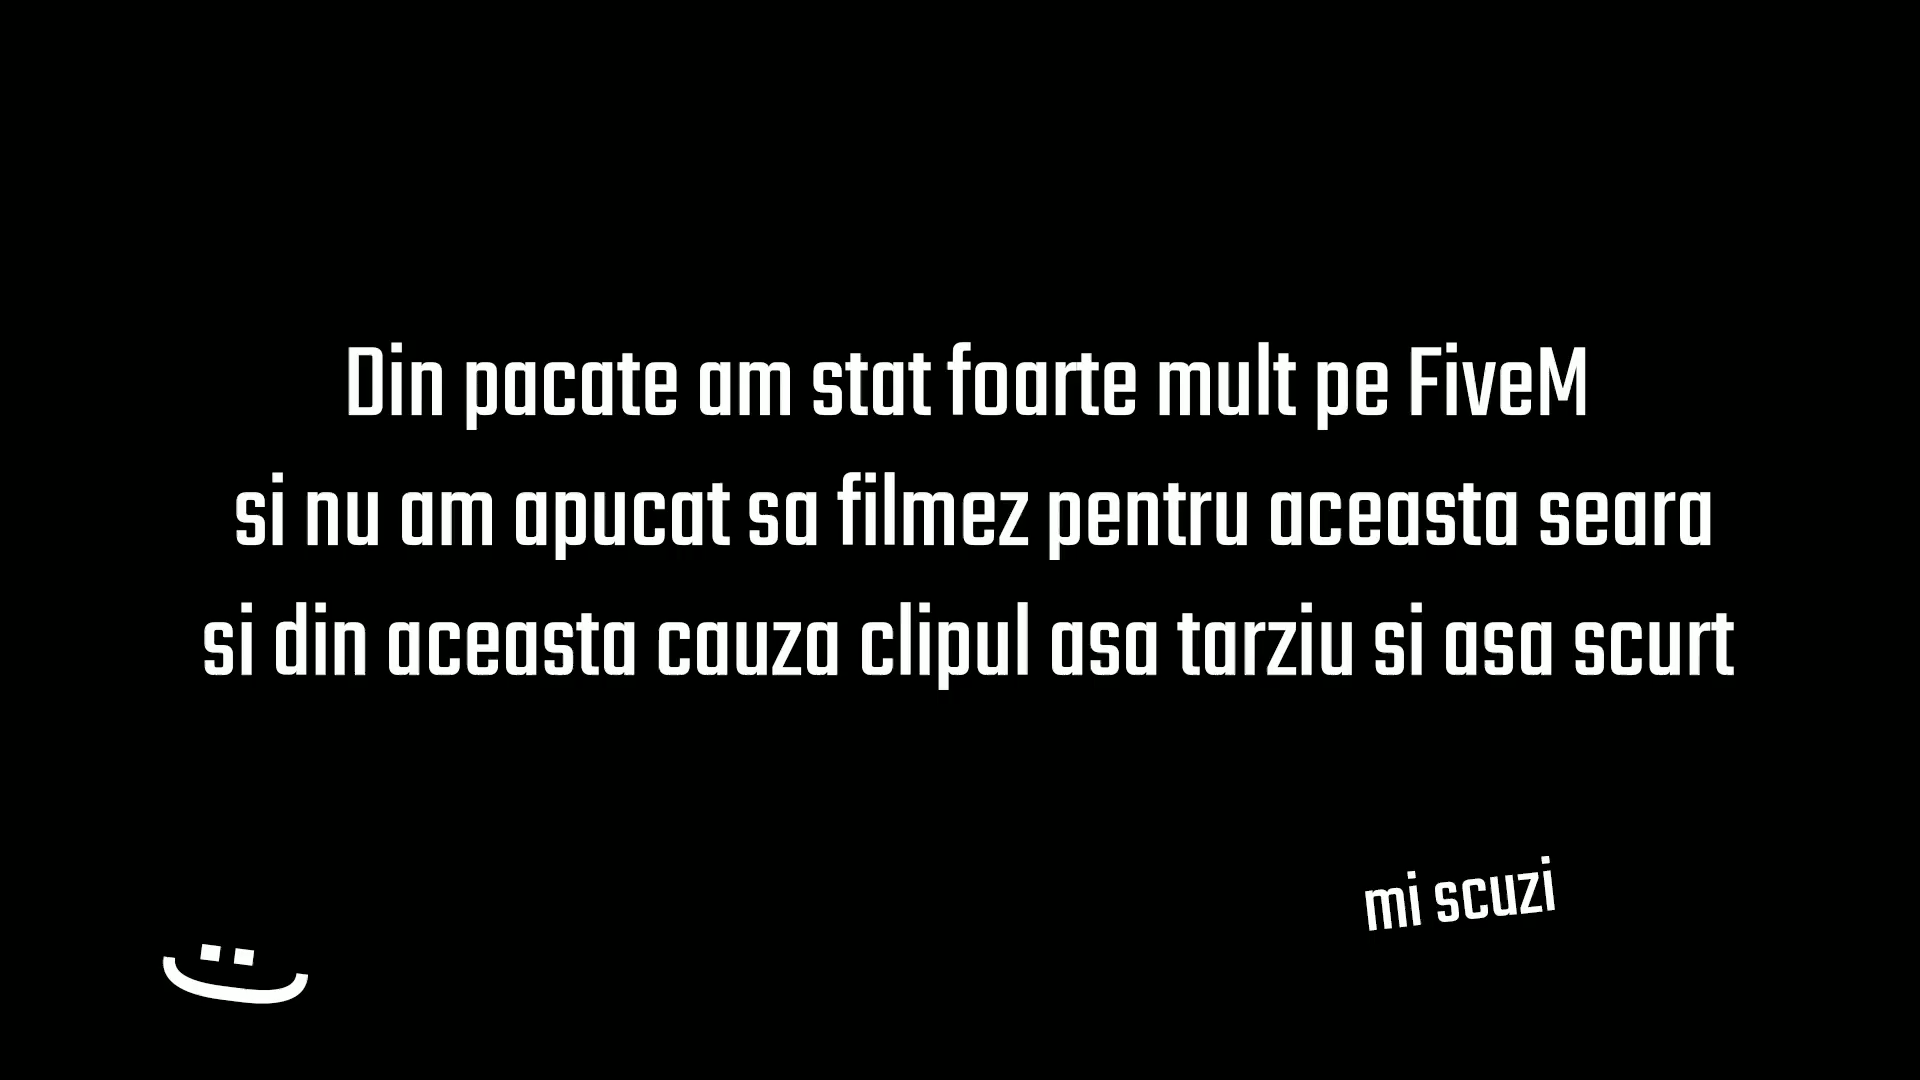 Din pacate am stat foarte mult pe FiveM
si nu am apucat sa filmez pentru aceasta seara
si din aceasta cauza clipul asa tarziu si asa scurt
mi scuzi
:)